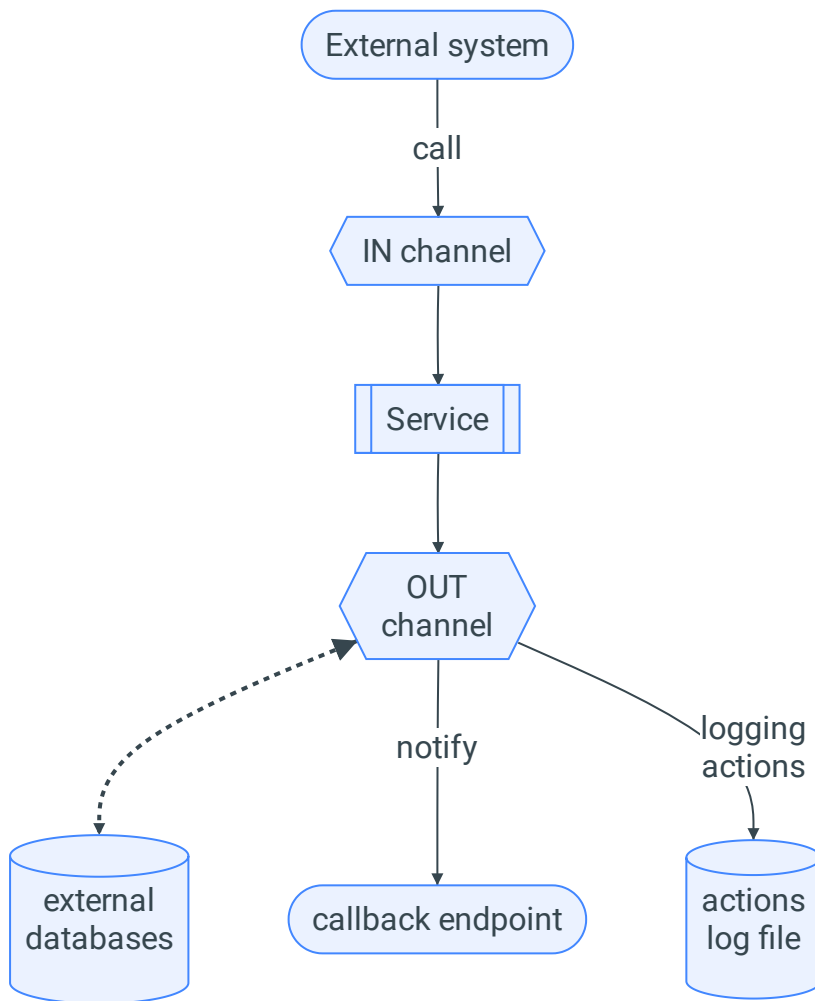 External system
call
IN channel
Service
OUT
channel
notify
logging
actions
external
databases
callback endpoint
actions
log file